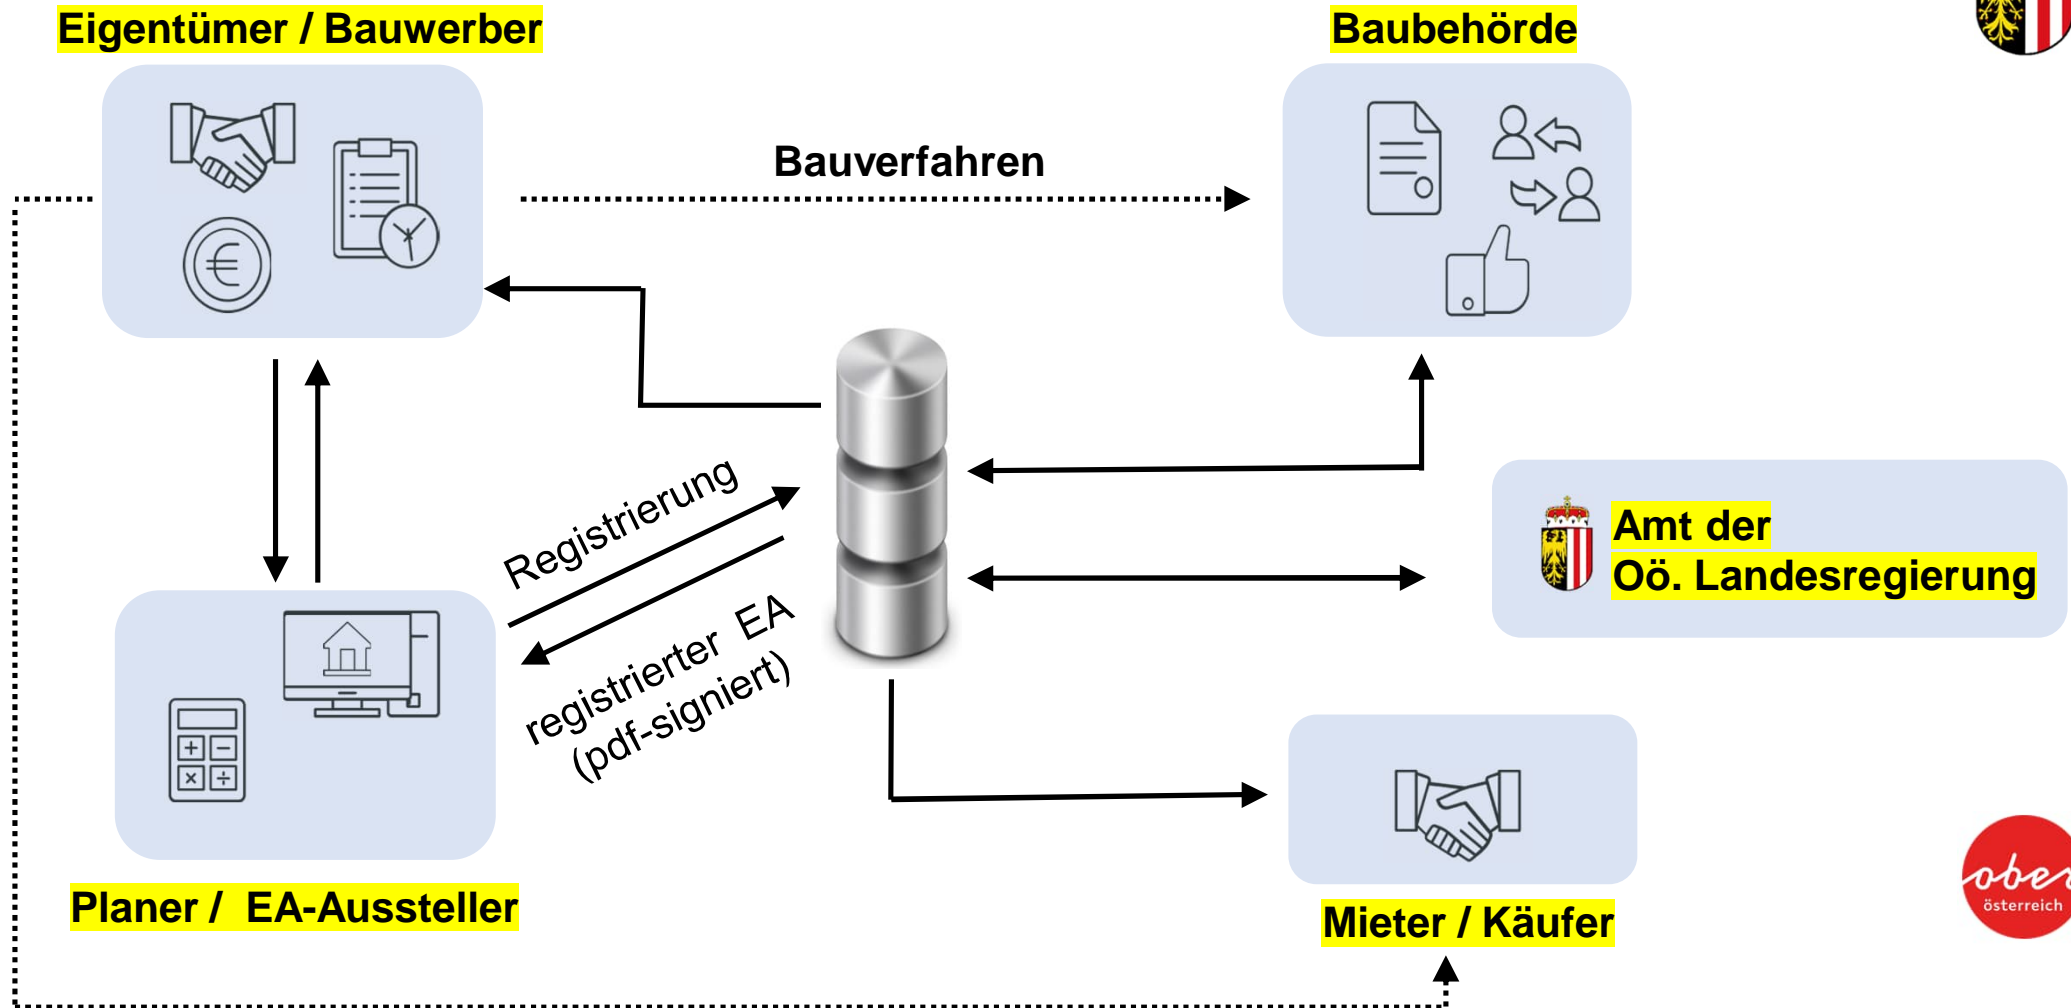 Eigentümer / Bauwerber
Baubehörde
Bauverfahren
Registrierung
registrierter EA
(pdf-signiert)
Amt der
Oö. Landesregierung
Planer / EA-Aussteller
Mieter / Käufer
ober
österreich